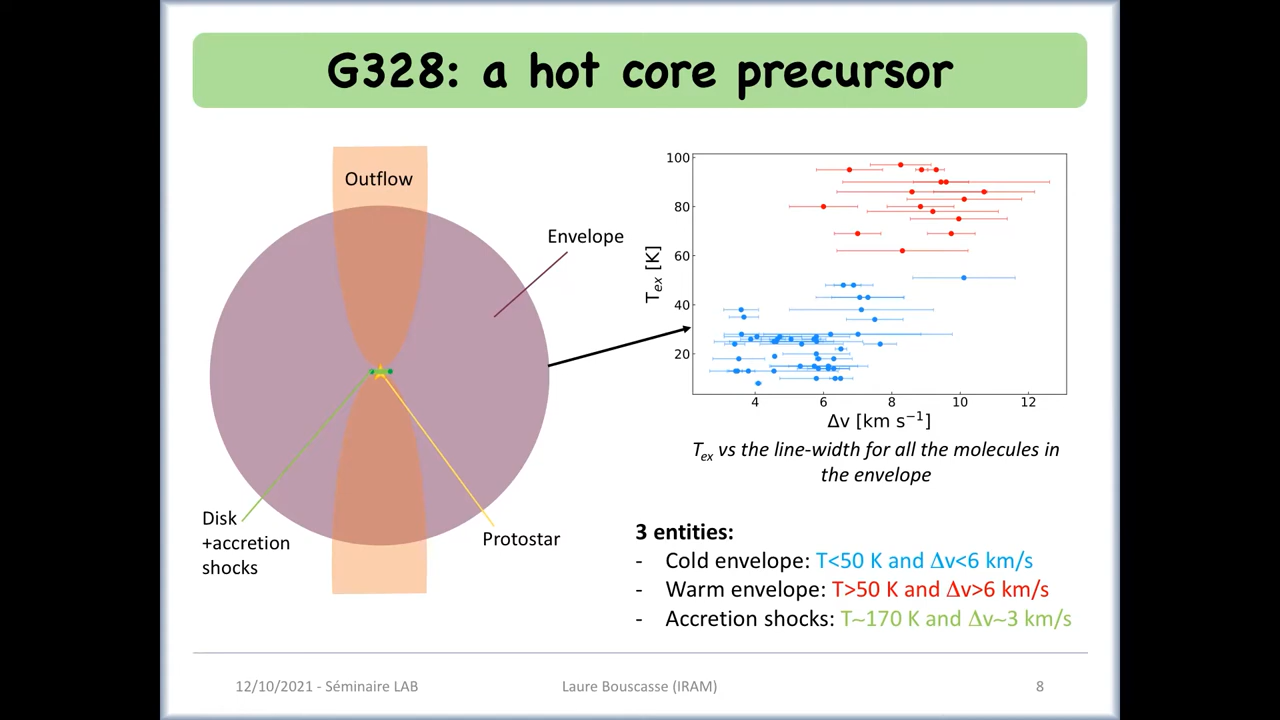 G328: a hot core precursor
Outflow
Envelope
Disk
+accretion
shocks
Protostar
100
80
60
40
20
T_ex [K]
4 6 8 10 12
Δv [km s⁻¹]
T_ex vs the line-width for all the molecules in
the envelope
3 entities:
- Cold envelope: T<50 K and Δv<6 km/s
- Warm envelope: T>50 K and Δv>6 km/s
- Accretion shocks: T~170 K and Δv~3 km/s
12/10/2021 - Séminaire LAB
Laure Bouscasse (IRAM)
8